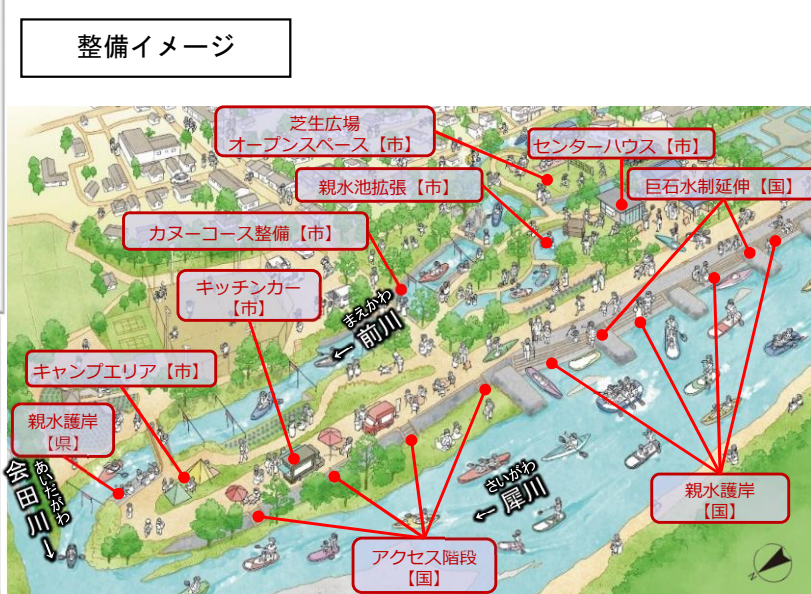 整備イメージ
芝生広場
オープンスペース【市】
センターハウス【市】
親水池拡張【市】
巨石水制延伸【国】
カヌーコース整備【市】
キッチンカー
【市】
まえかわ
←前川
キャンプエリア【市】
親水護岸
【県】
あいだがわ
会田川→
さいがわ
←犀川
親水護岸
【国】
アクセス階段
【国】
N